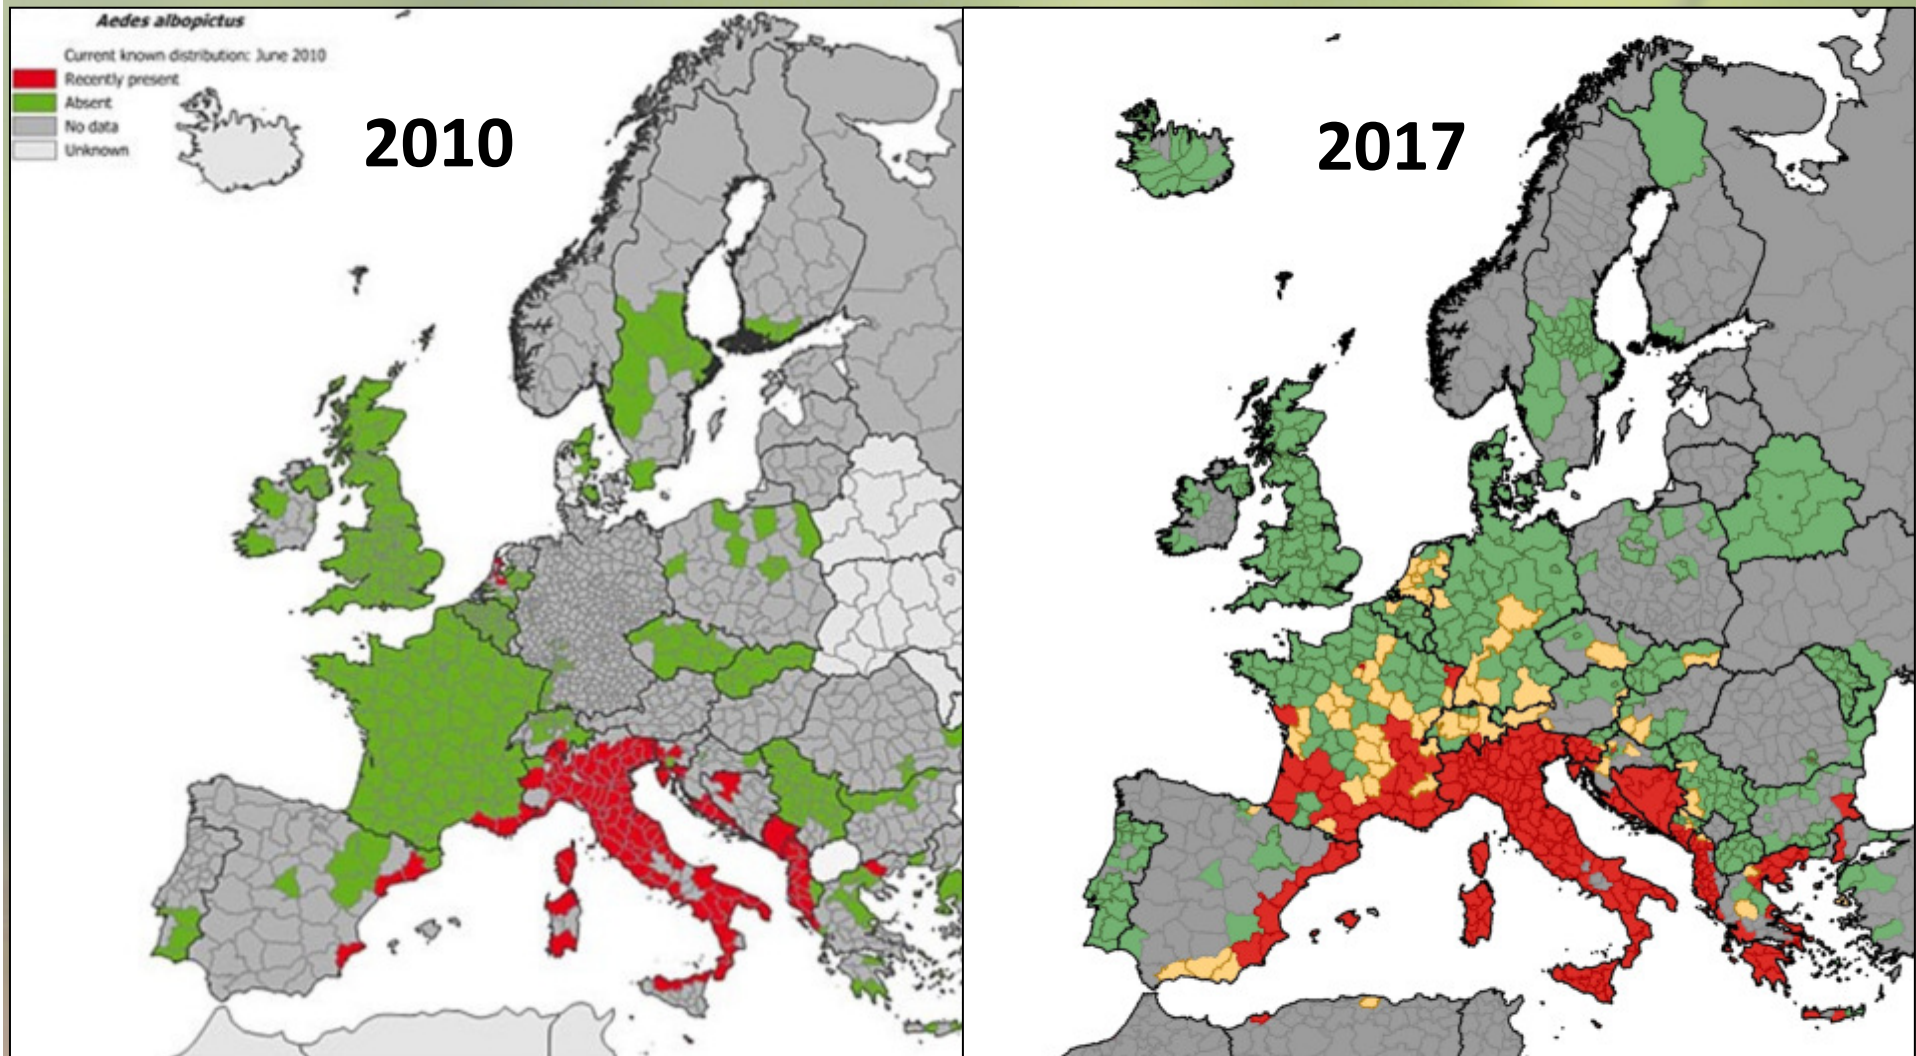 Aedes albopictus
Current known distribution: June 2010
Recently present
Absent
No data
Unknown
2010
2017